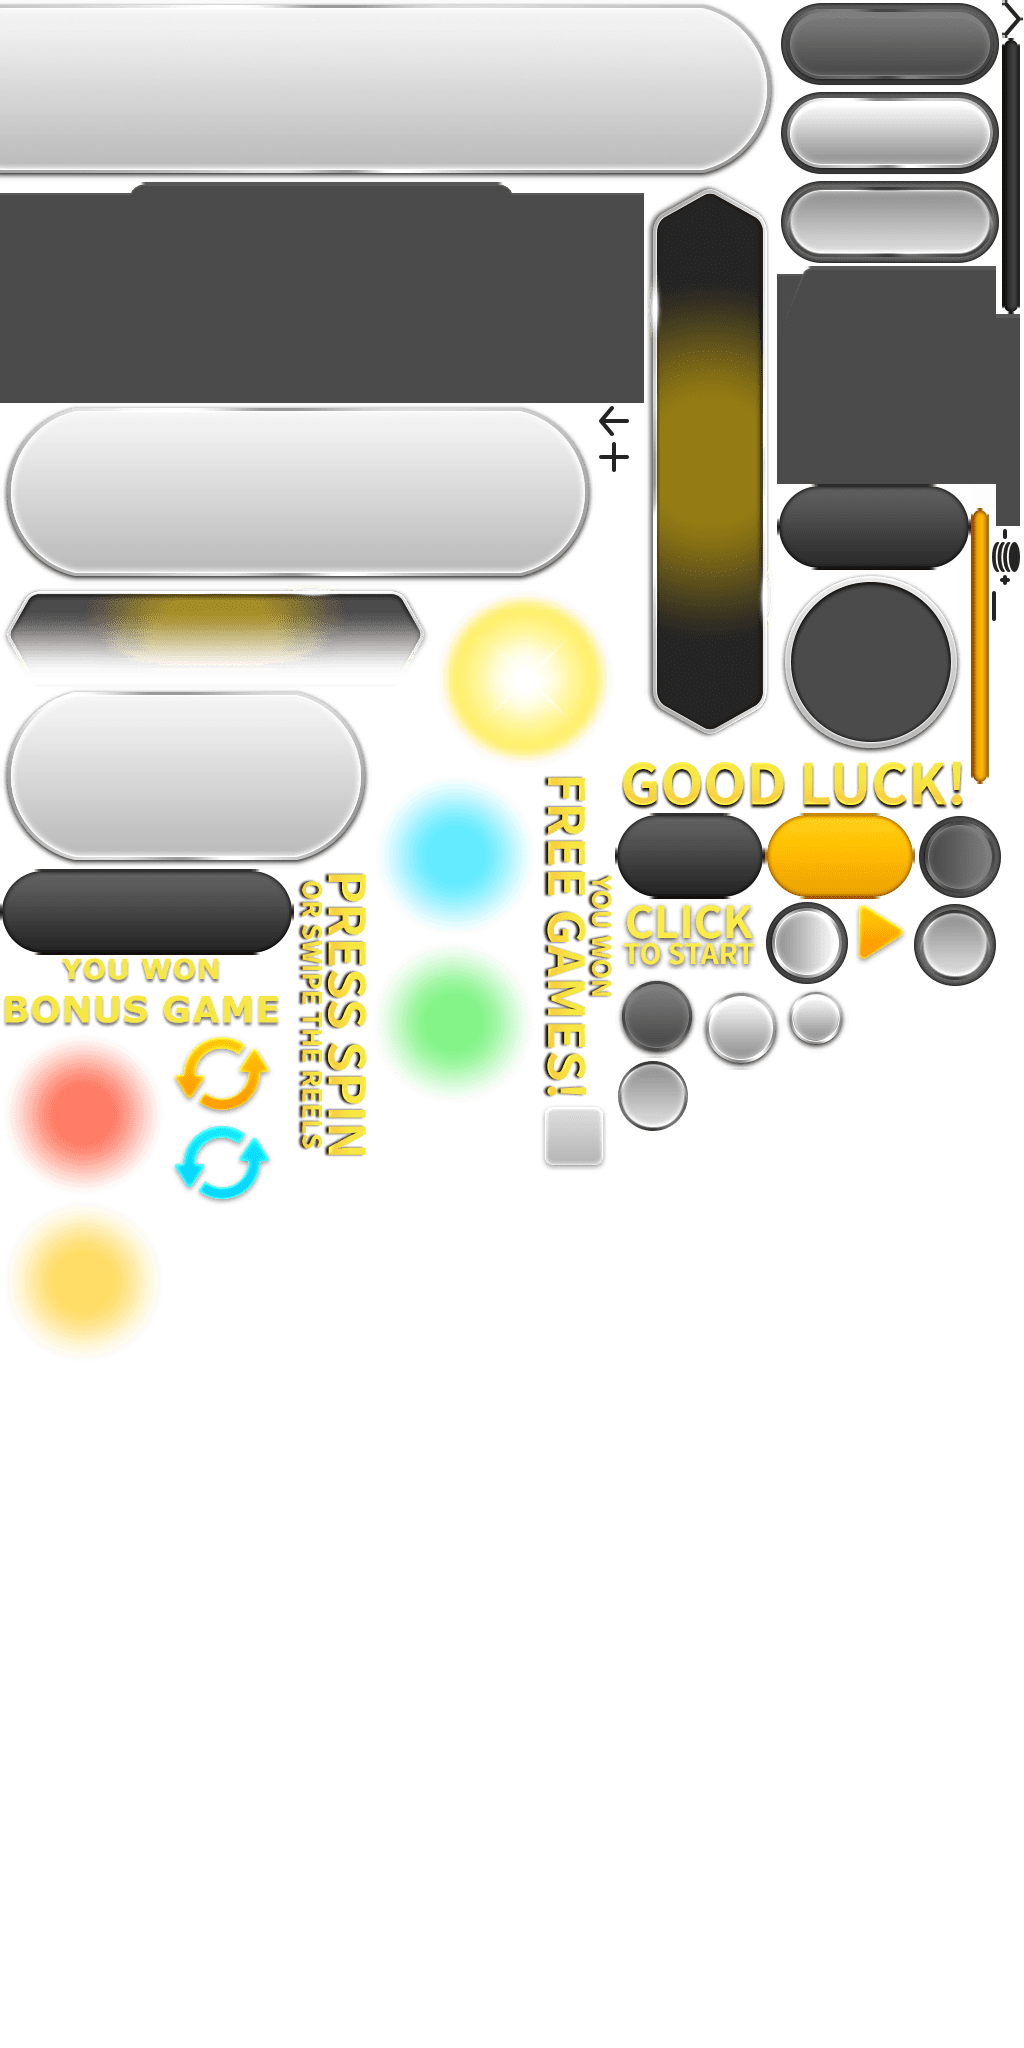 GOOD LUCK!
FREE GAMES!
YOU WON
PRESS SPIN
OR SWIPE THE REELS
CLICK
TO START
YOU WON
BONUS GAME